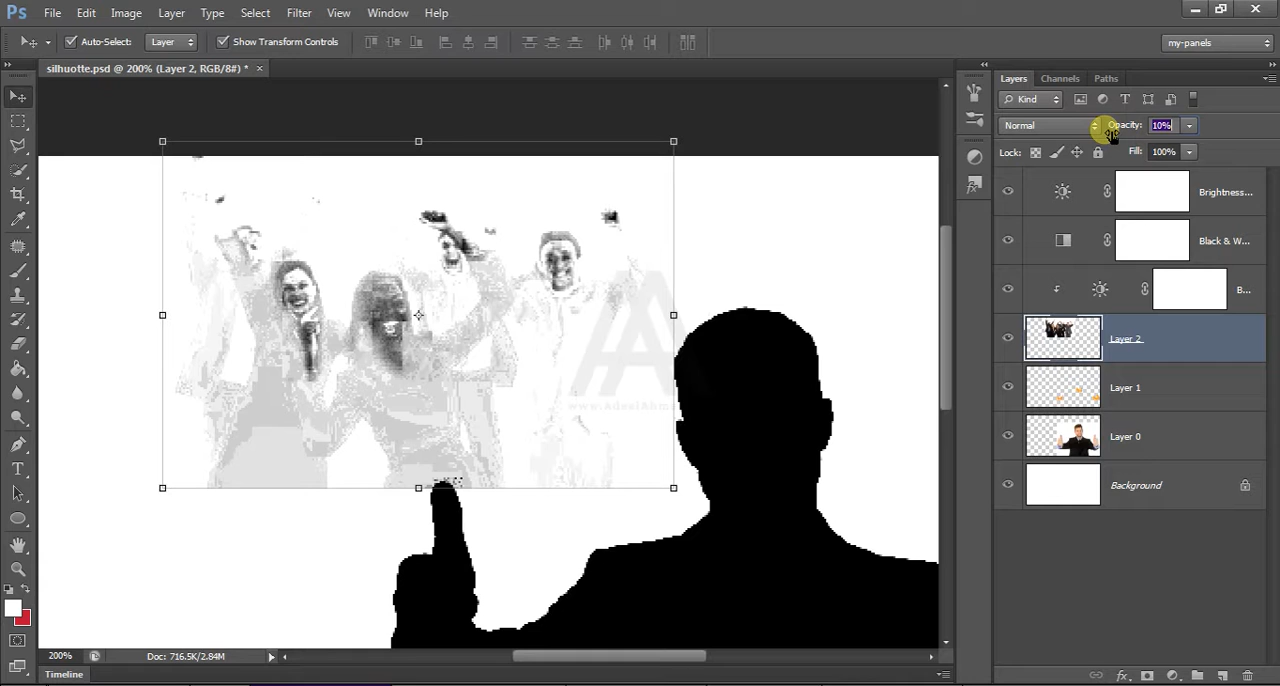 Ps File Edit Image Layer Type Select Filter View Window Help
Auto-Select: Layer Show Transform Controls my-panels
silhuotte.psd @ 200% (Layer 2, RGB/8#) *
Layers Channels Paths
Kind
Normal Opacity: 10%
Lock: Fill: 100%
Brightness...
Black & W...
B...
Layer 2
Layer 1
Layer 0
Background
200% Doc: 716.5K/2.84M
Timeline